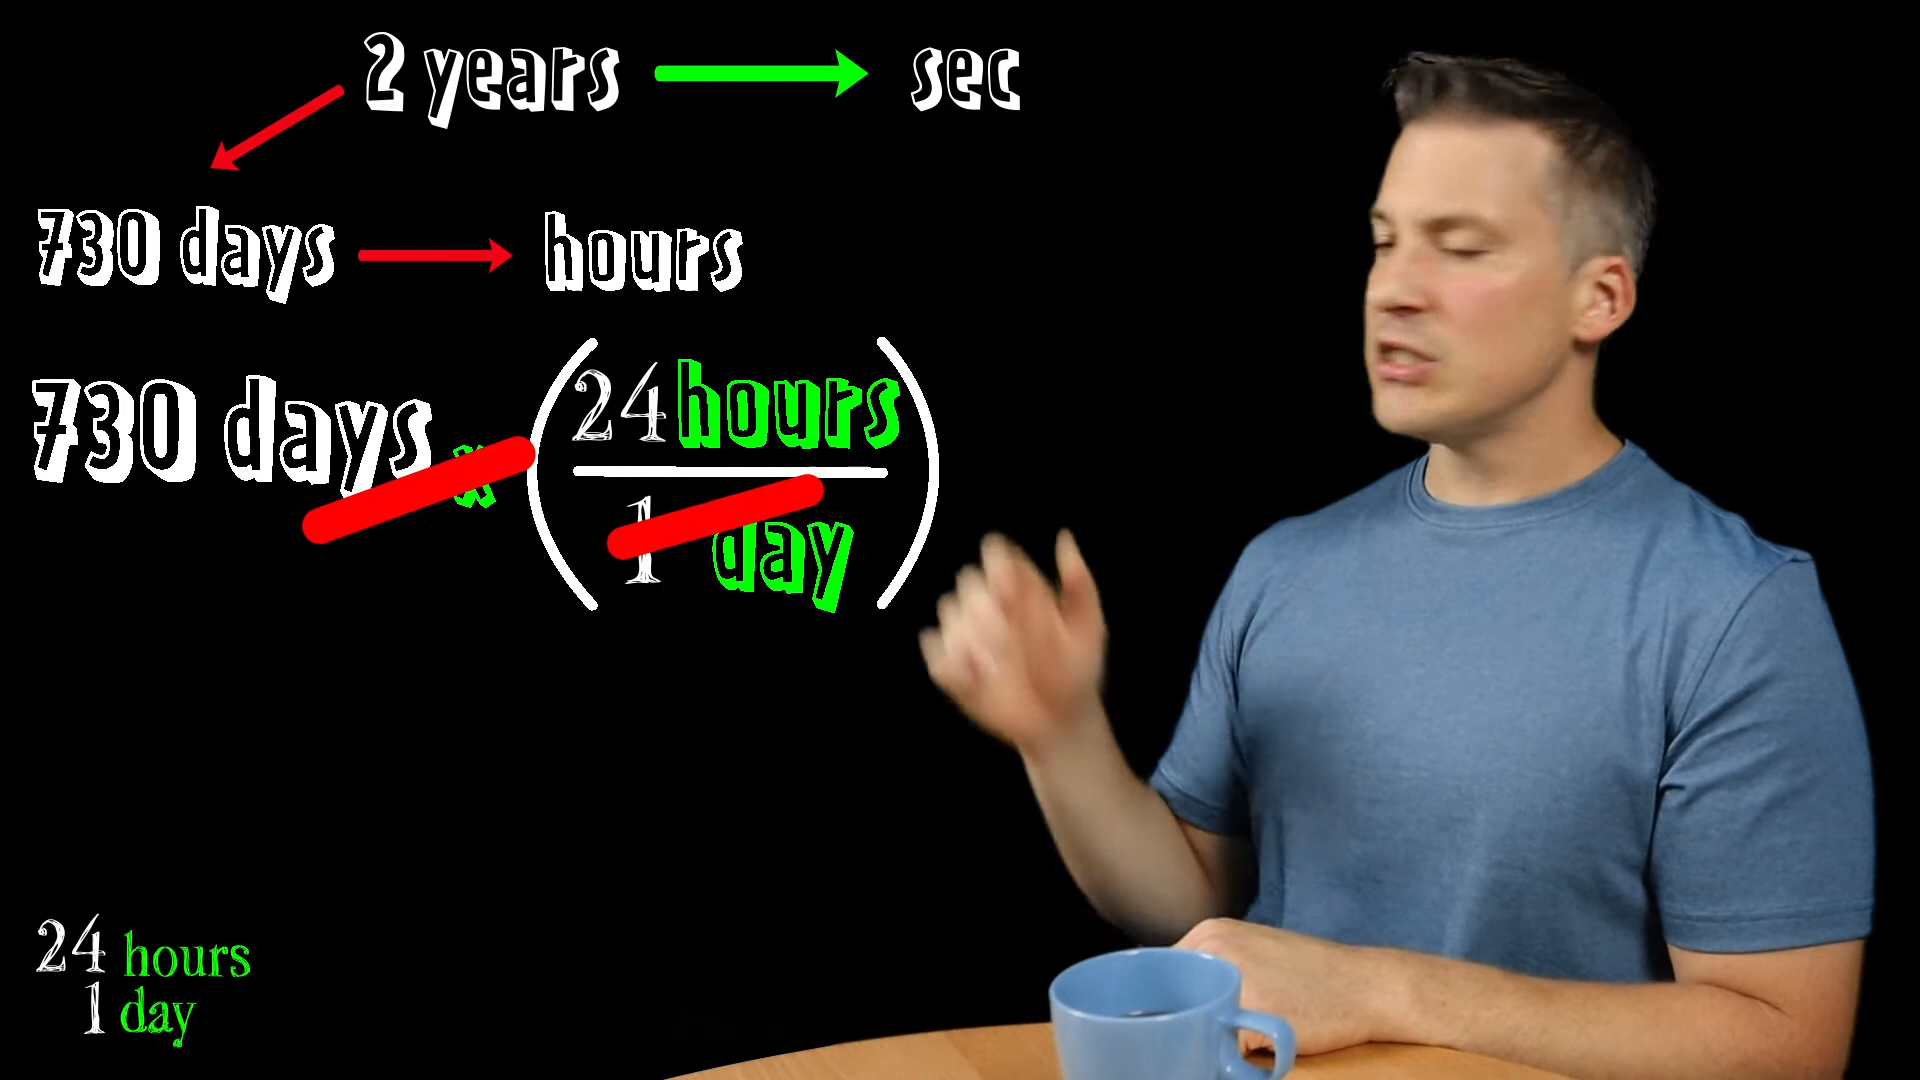 2 years sec
730 days hours
730 days x (24 hours
1 day)
24 hours
1 day